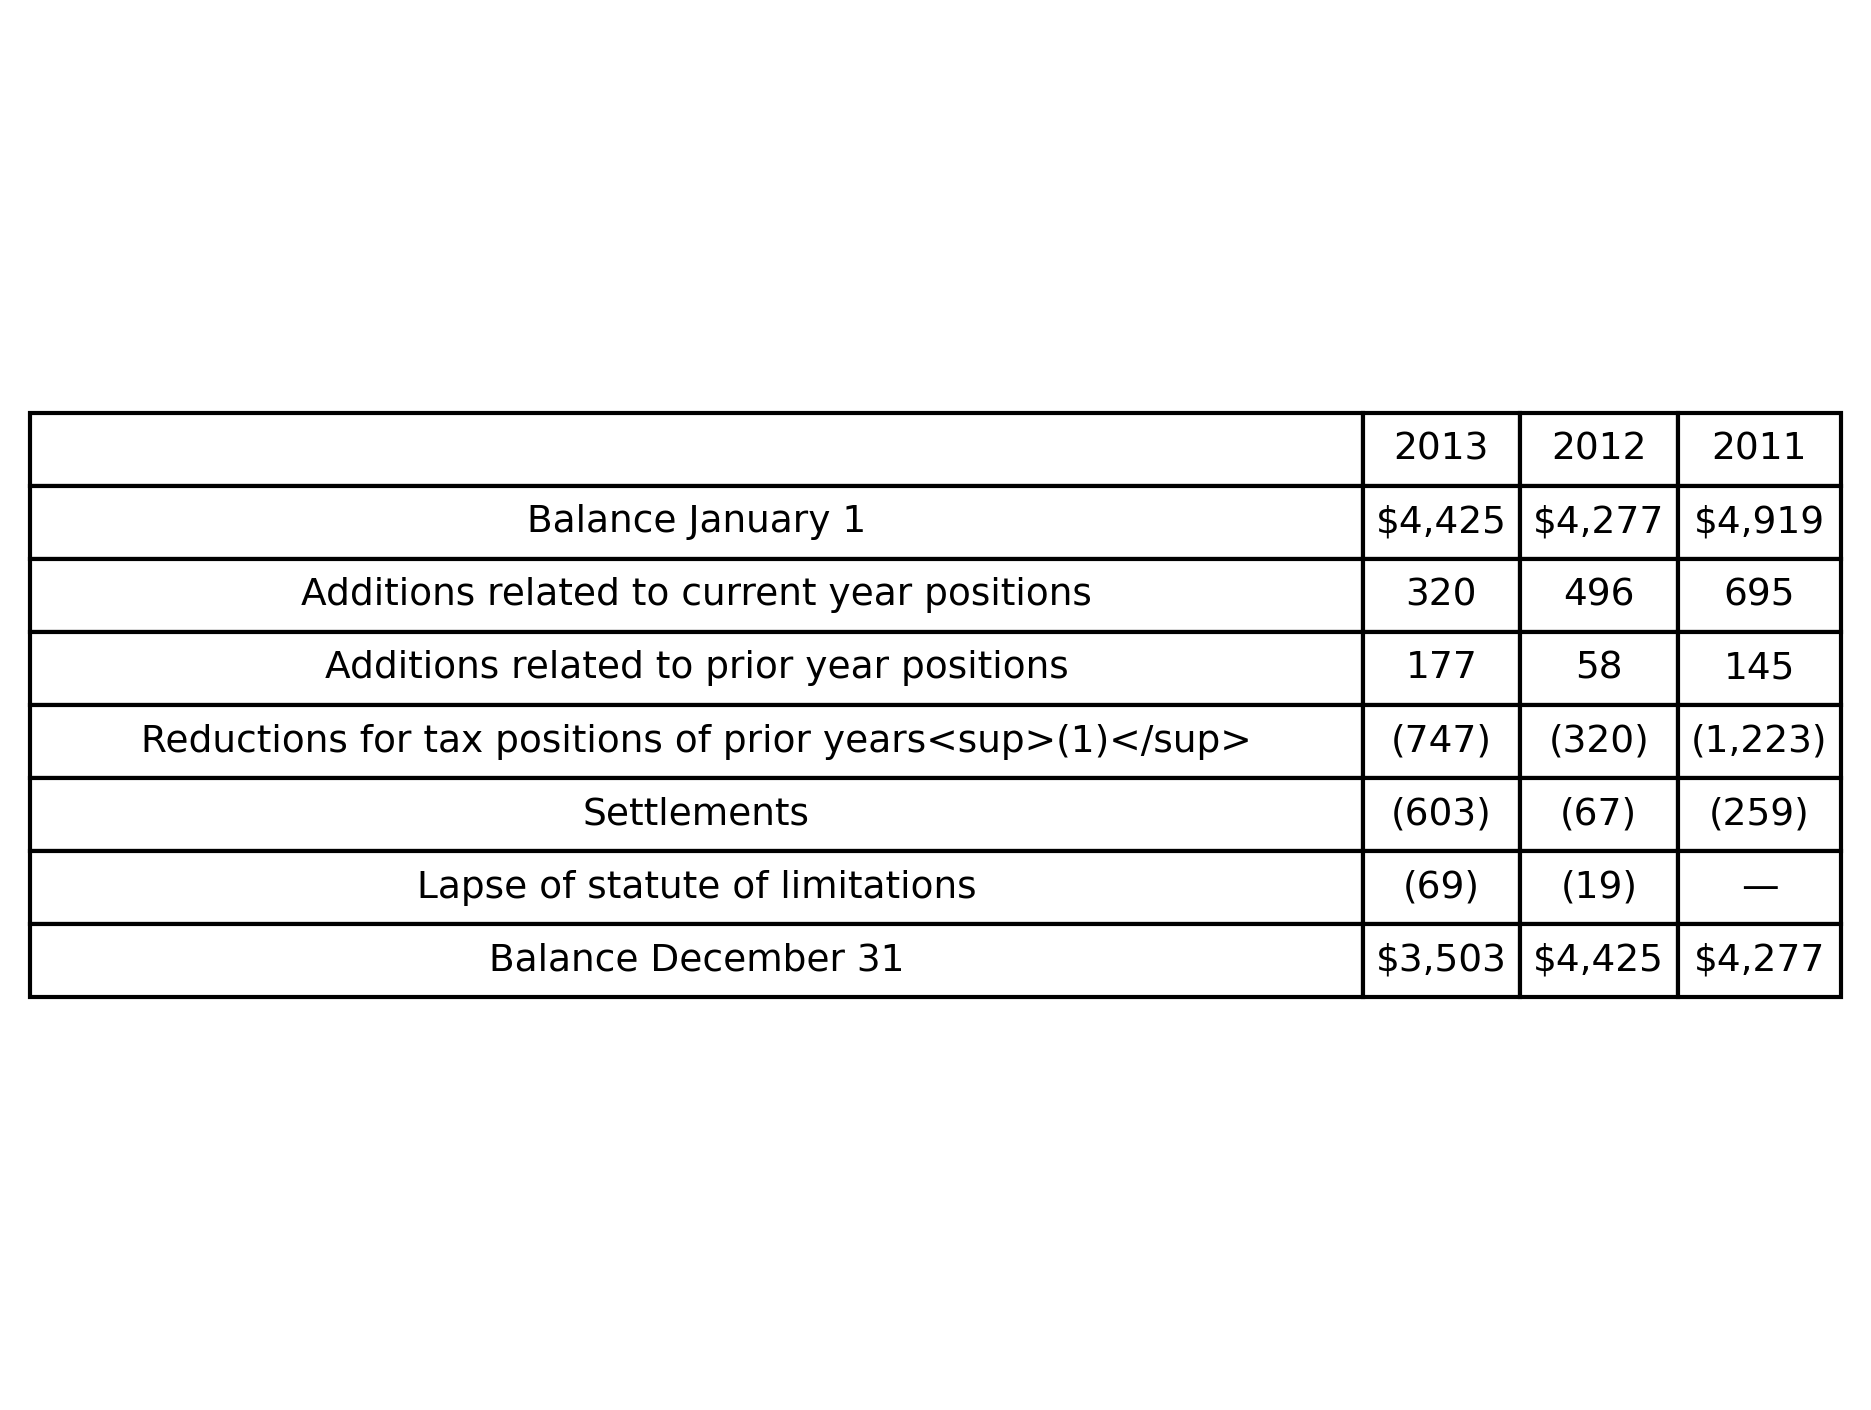 2013 2012 2011
Balance January 1 $4,425 $4,277 $4,919
Additions related to current year positions 320 496 695
Additions related to prior year positions 177 58 145
Reductions for tax positions of prior years<sup>(1)</sup> (747) (320) (1,223)
Settlements (603) (67) (259)
Lapse of statute of limitations (69) (19) —
Balance December 31 $3,503 $4,425 $4,277